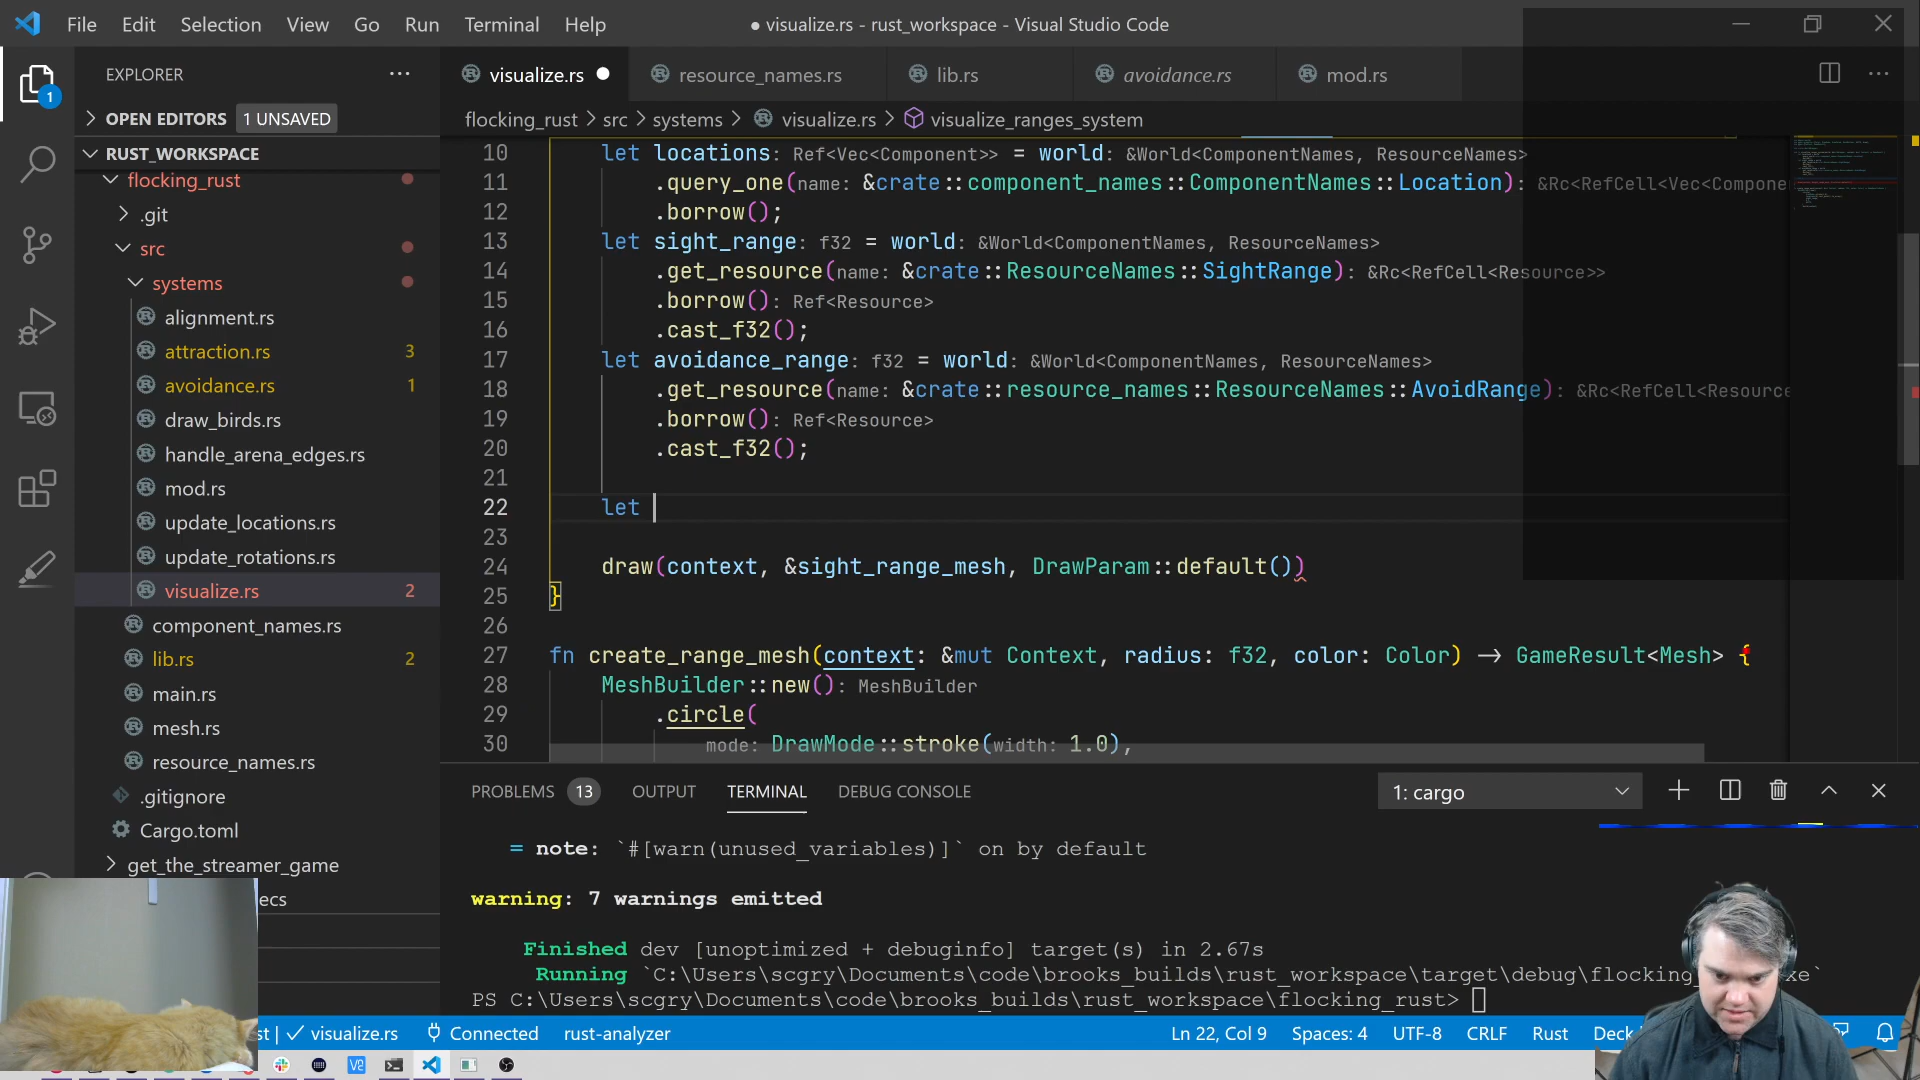 File Edit Selection View Go Run Terminal Help
● visualize.rs - rust_workspace - Visual Studio Code
EXPLORER
OPEN EDITORS 1 UNSAVED
RUST_WORKSPACE
flocking_rust
.git
src
systems
alignment.rs
attraction.rs 3
avoidance.rs 1
draw_birds.rs
handle_arena_edges.rs
mod.rs
update_locations.rs
update_rotations.rs
visualize.rs 2
component_names.rs
lib.rs 2
main.rs
mesh.rs
resource_names.rs
.gitignore
Cargo.toml
get_the_streamer_game
ecs
1
visualize.rs resource_names.rs lib.rs avoidance.rs mod.rs
flocking_rust > src > systems > visualize.rs > visualize_ranges_system
10 let locations: Ref<Vec<Component>> = world: &World<ComponentNames, ResourceNames>
11 .query_one(name: &crate::component_names::ComponentNames::Location): &Rc<RefCell<Vec<Compone
12 .borrow();
13 let sight_range: f32 = world: &World<ComponentNames, ResourceNames>
14 .get_resource(name: &crate::ResourceNames::SightRange): &Rc<RefCell<Resource>>
15 .borrow(): Ref<Resource>
16 .cast_f32();
17 let avoidance_range: f32 = world: &World<ComponentNames, ResourceNames>
18 .get_resource(name: &crate::resource_names::ResourceNames::AvoidRange): &Rc<RefCell<Resource
19 .borrow(): Ref<Resource>
20 .cast_f32();
21
22 let
23
24 draw(context, &sight_range_mesh, DrawParam::default())
25 }
26
27 fn create_range_mesh(context: &mut Context, radius: f32, color: Color) -> GameResult<Mesh> {
28 MeshBuilder::new(): MeshBuilder
29 .circle(
30 mode: DrawMode::stroke(width: 1.0),
PROBLEMS 13 OUTPUT TERMINAL DEBUG CONSOLE 1: cargo
= note: `#[warn(unused_variables)]` on by default
warning: 7 warnings emitted
Finished dev [unoptimized + debuginfo] target(s) in 2.67s
Running `C:\Users\scgry\Documents\code\brooks_builds\rust_workspace\target\debug\flocking_ xe`
PS C:\Users\scgry\Documents\code\brooks_builds\rust_workspace\flocking_rust>
st | ✓ visualize.rs Connected rust-analyzer Ln 22, Col 9 Spaces: 4 UTF-8 CRLF Rust Deck